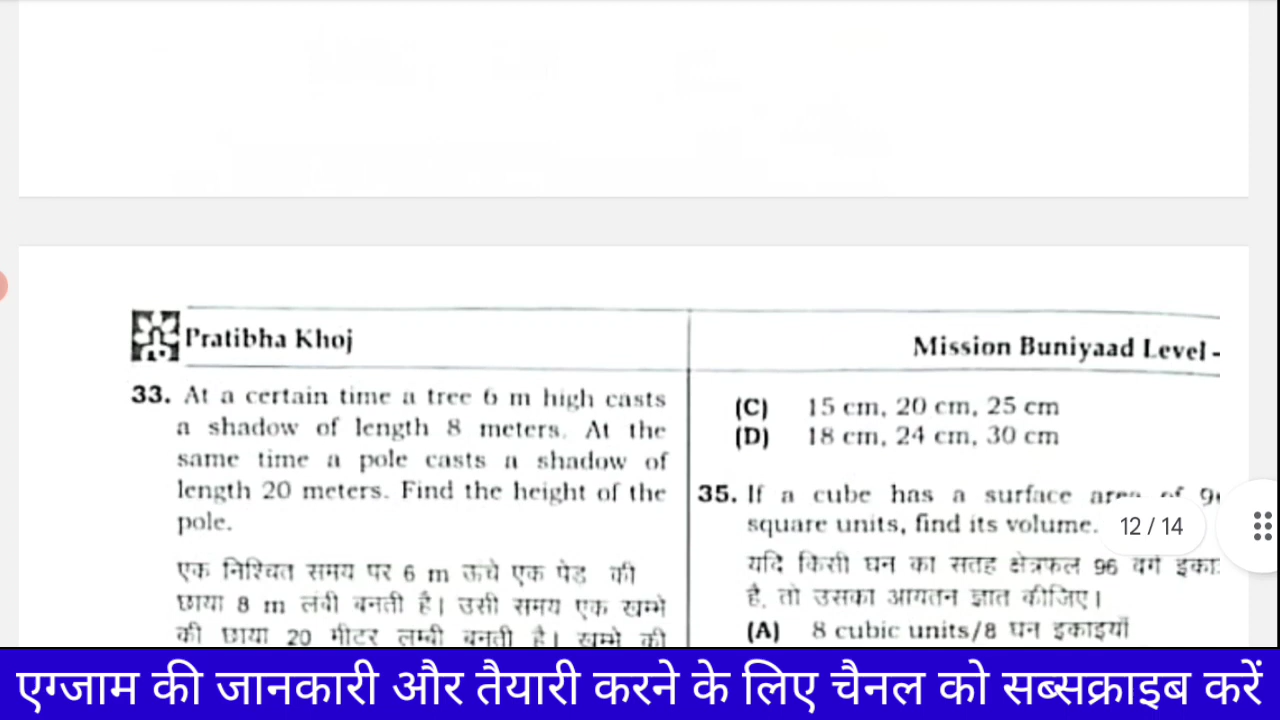 Pratibha Khoj
Mission Buniyaad Level -
33. At a certain time a tree 6 m high casts
a shadow of length 8 meters. At the
same time a pole casts a shadow of
length 20 meters. Find the height of the
pole.
एक निश्चित समय पर 6 m ऊंचे एक पेड़ की
छाया 8 m लंबी बनती है। उसी समय एक खम्भे
की छाया 20 मीटर लम्बी बनती है। खम्भे की
(C) 15 cm, 20 cm, 25 cm
(D) 18 cm, 24 cm, 30 cm
35. If a cube has a surface area of
square units, find its volume.
यदि किसी घन का सतह क्षेत्रफल 96 वर्ग
है, तो उसका आयतन ज्ञात कीजिए।
(A) 8 cubic units/8 घन इकाइयाँ
12 / 14
एग्जाम की जानकारी और तैयारी करने के लिए चैनल को सब्सक्राइब करें